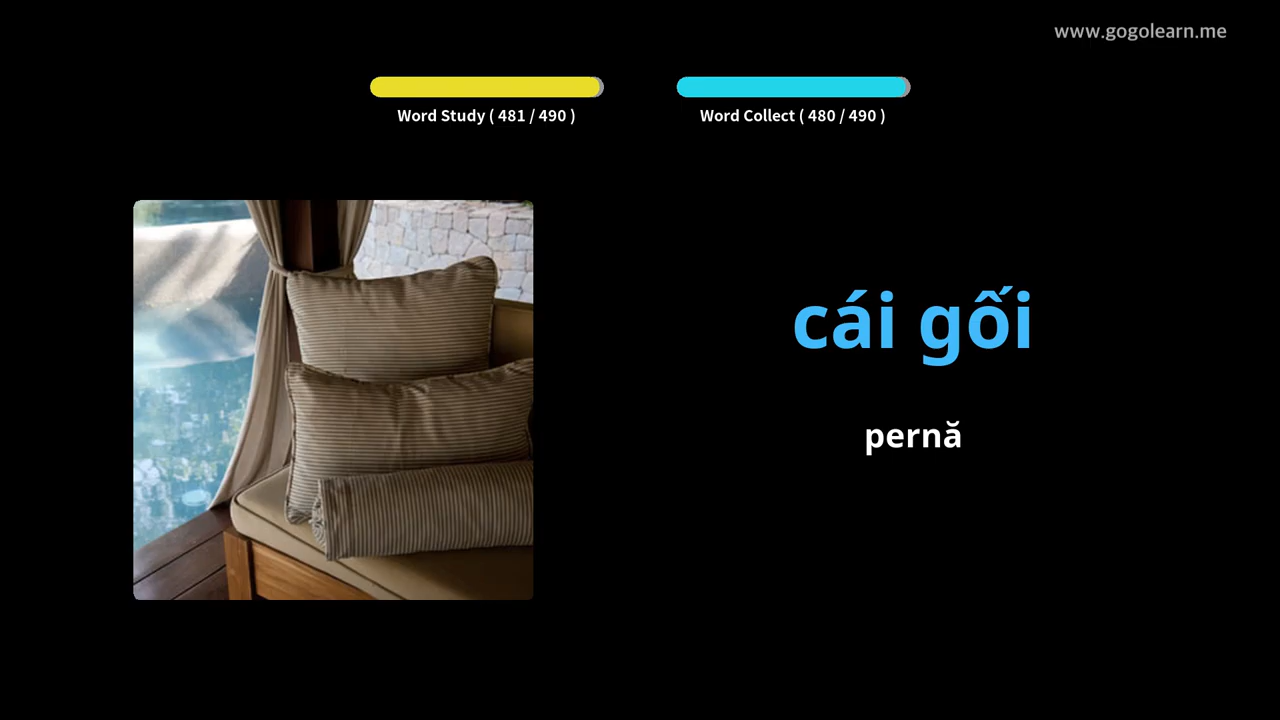 www.gogolearn.me
Word Study ( 481 / 490 )
Word Collect ( 480 / 490 )
cái gối
pernă